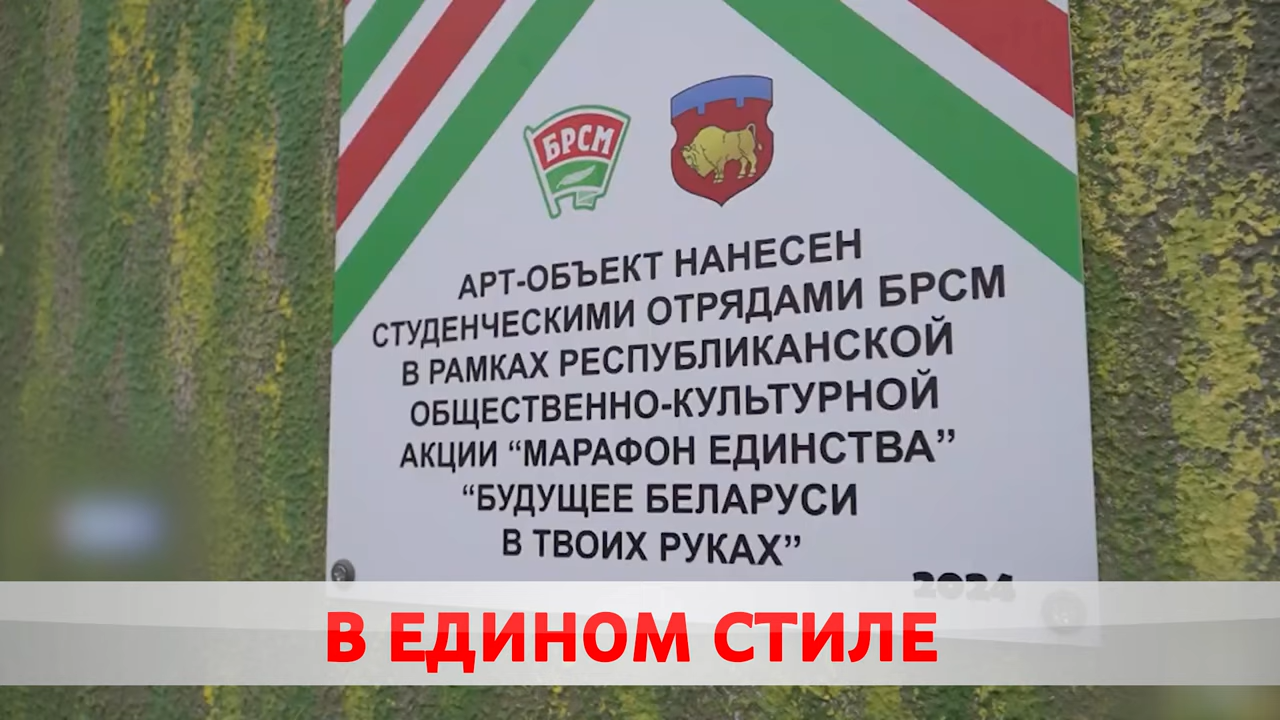 БРСМ
АРТ-ОБЪЕКТ НАНЕСЕН
СТУДЕНЧЕСКИМИ ОТРЯДАМИ БРСМ
В РАМКАХ РЕСПУБЛИКАНСКОЙ
ОБЩЕСТВЕННО-КУЛЬТУРНОЙ
АКЦИИ “МАРАФОН ЕДИНСТВА”
“БУДУЩЕЕ БЕЛАРУСИ
В ТВОИХ РУКАХ”
2024
В ЕДИНОМ СТИЛЕ